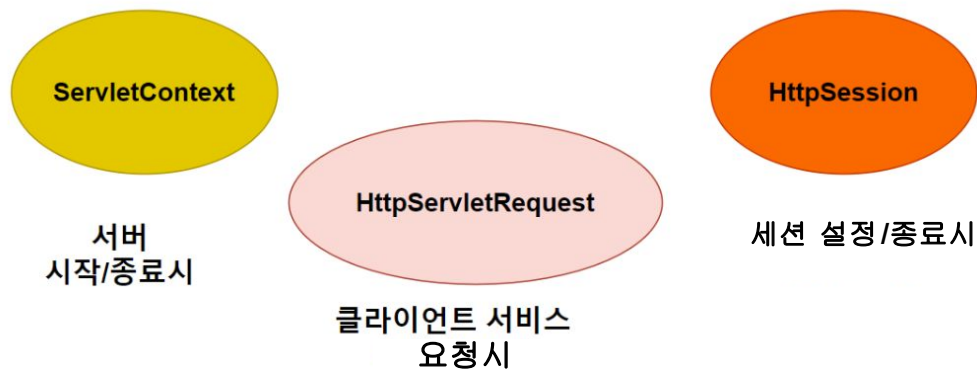 ServletContext
HttpSession
HttpServletRequest
서버
시작/종료시
세션 설정/종료시
클라이언트 서비스
요청시